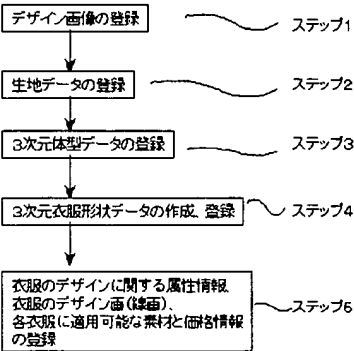 デザイン画像の登録
ステップ1
生地データの登録
ステップ2
3次元体型データの登録
ステップ3
3次元衣服形状データの作成、登録
ステップ4
衣服のデザインに関する属性情報、
衣服のデザイン画(線画)、
各衣服に適用可能な素材と価格情報
の登録
ステップ5